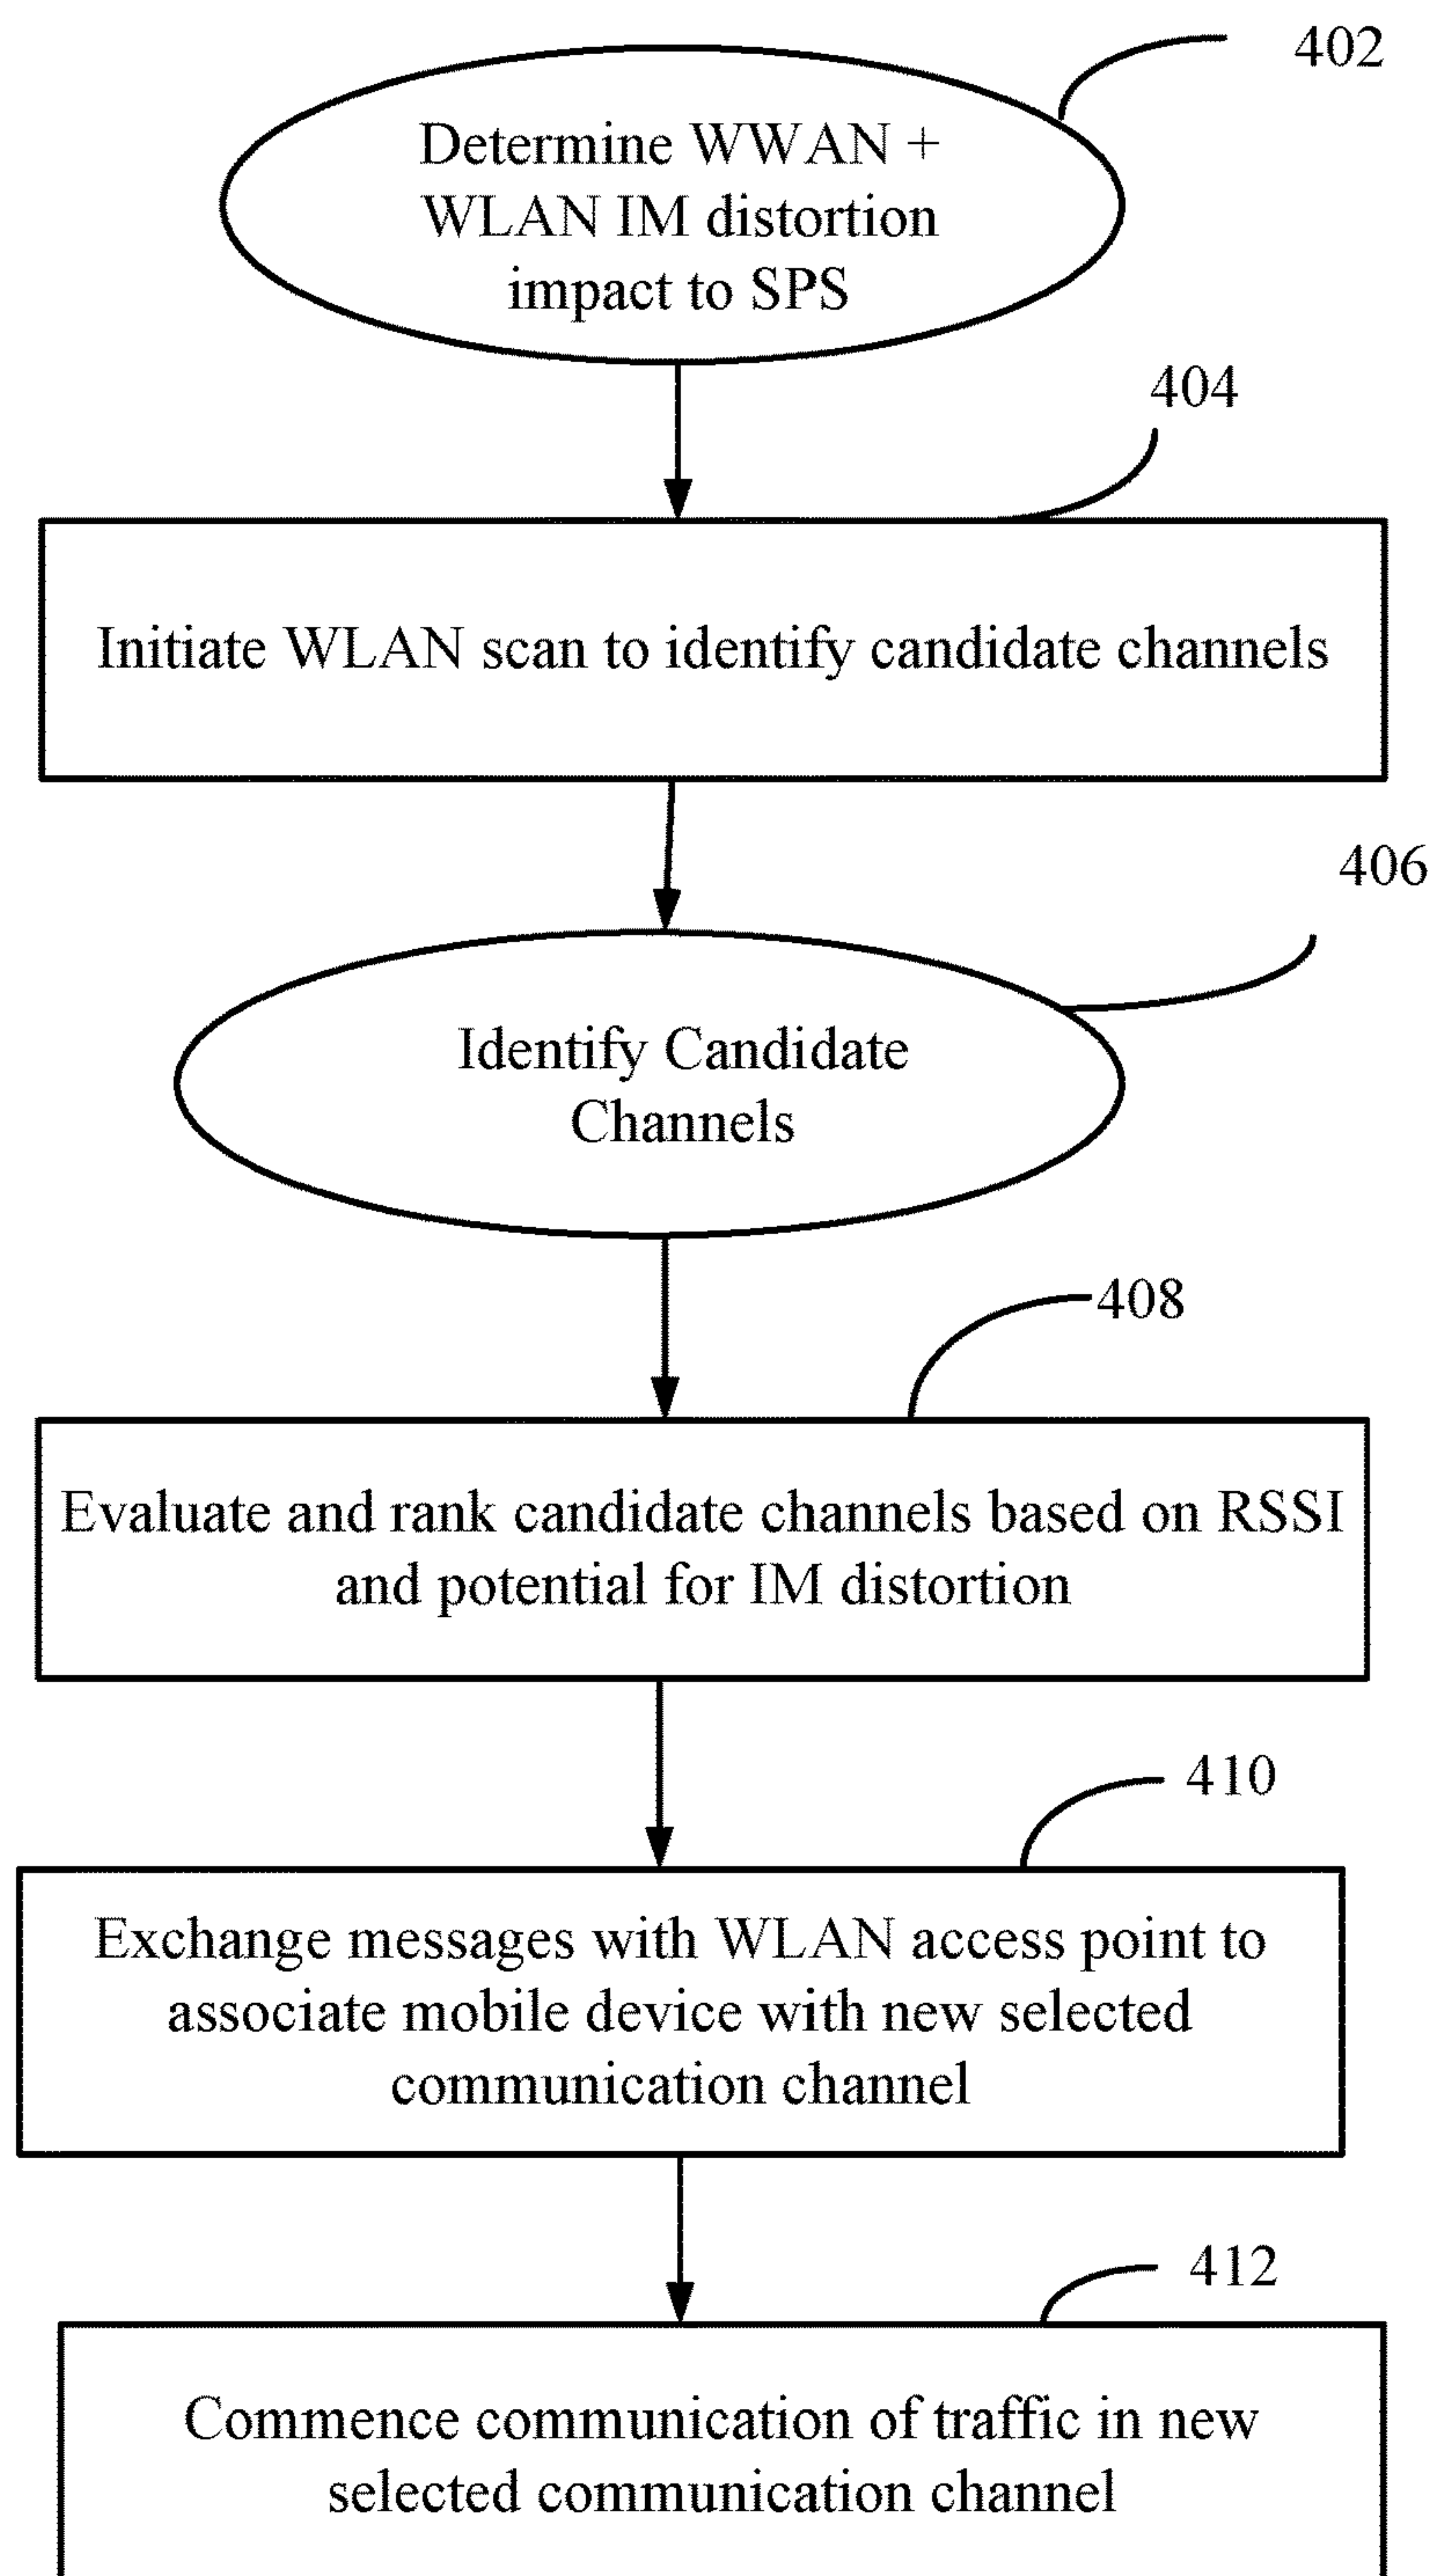 402
Determine WWAN +
WLAN IM distortion
impact to SPS
404
Initiate WLAN scan to identify candidate channels
406
Identify Candidate
Channels
408
Evaluate and rank candidate channels based on RSSI
and potential for IM distortion
410
Exchange messages with WLAN access point to
associate mobile device with new selected
communication channel
412
Commence communication of traffic in new
selected communication channel